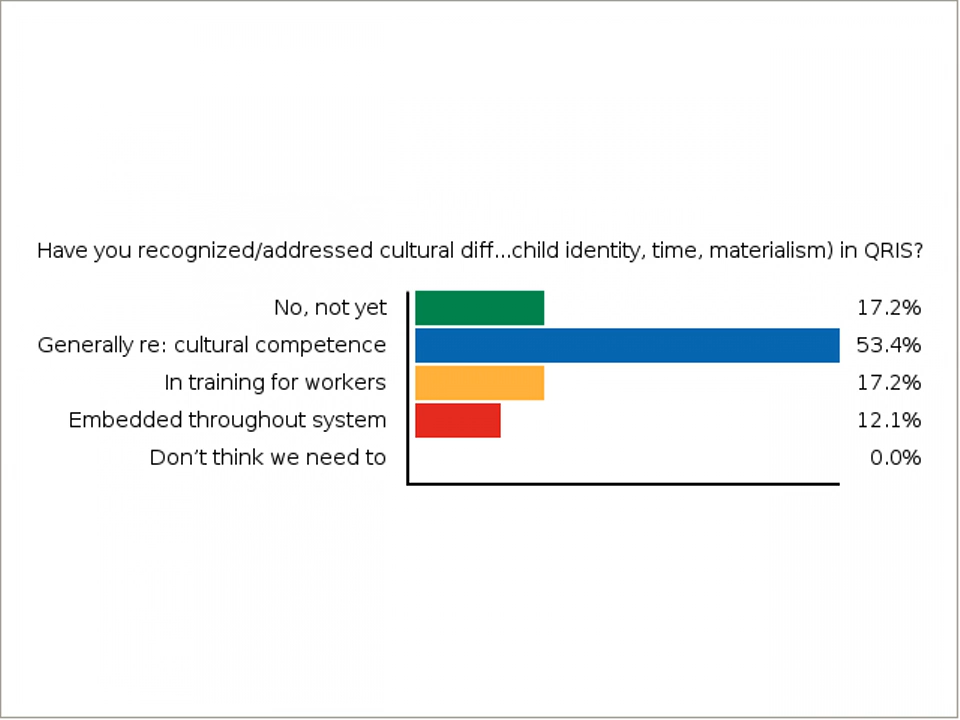 Have you recognized/addressed cultural diff...child identity, time, materialism) in QRIS?
No, not yet 17.2%
Generally re: cultural competence 53.4%
In training for workers 17.2%
Embedded throughout system 12.1%
Don’t think we need to 0.0%